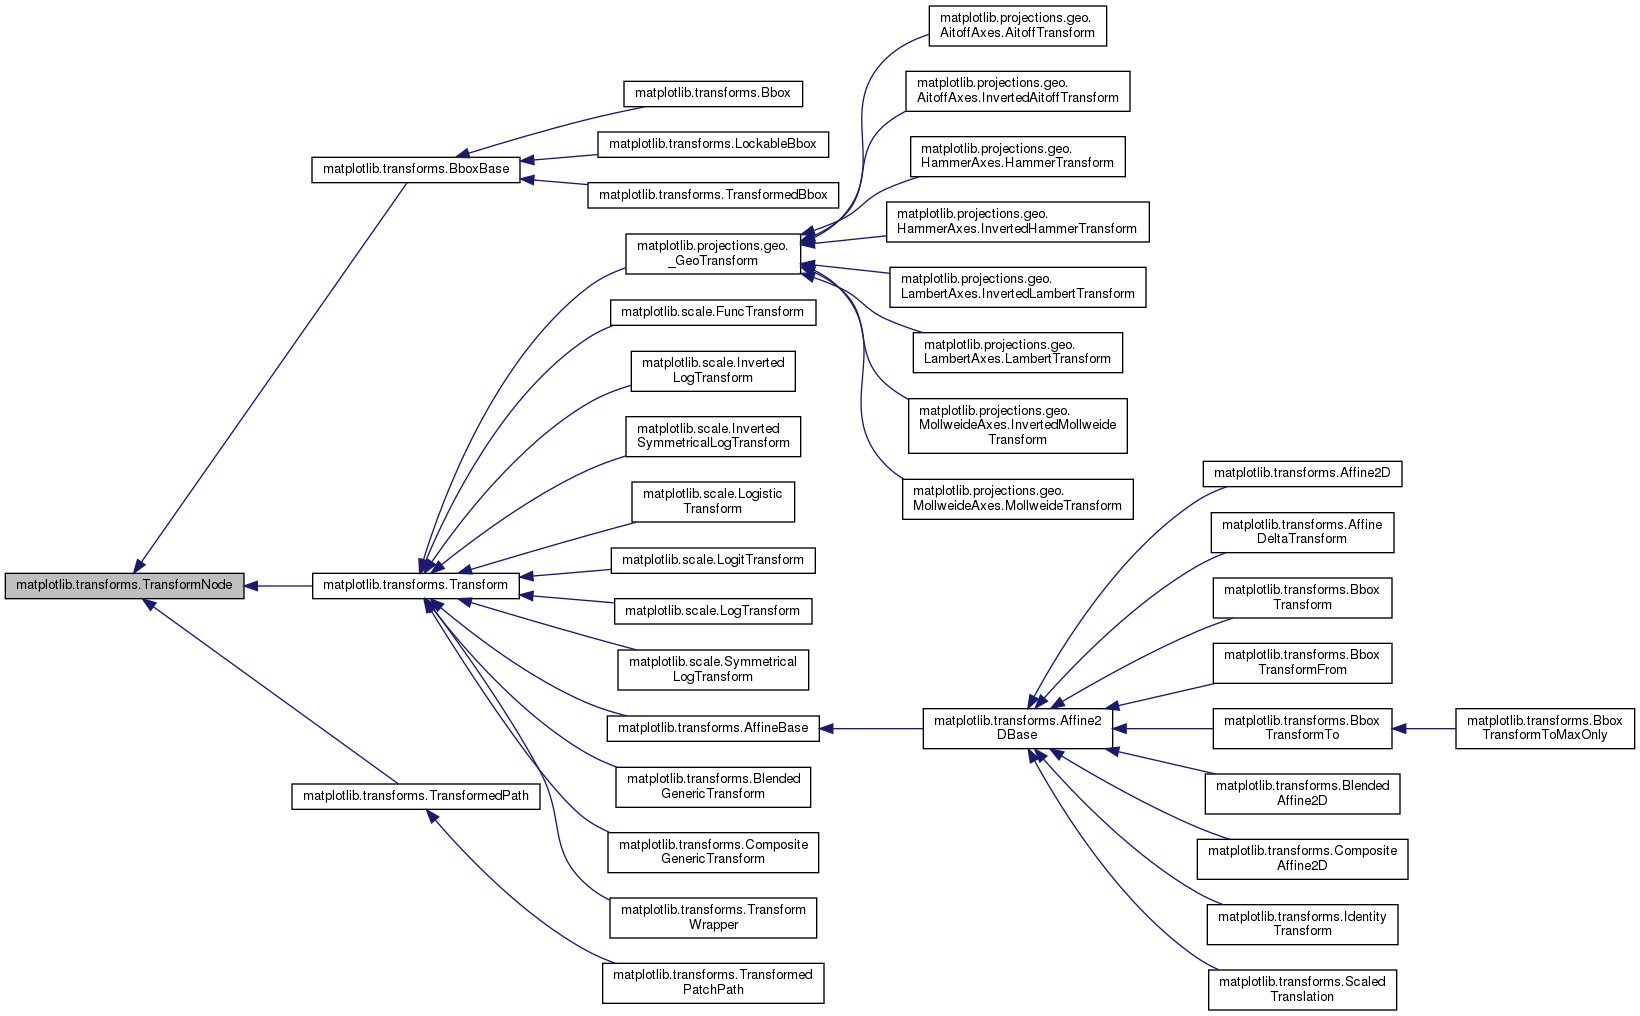 matplotlib.transforms.TransformNode
matplotlib.transforms.BboxBase
matplotlib.transforms.Transform
matplotlib.transforms.TransformedPath
matplotlib.transforms.Bbox
matplotlib.transforms.LockableBbox
matplotlib.transforms.TransformedBbox
matplotlib.projections.geo.
_GeoTransform
matplotlib.scale.FuncTransform
matplotlib.scale.Inverted
LogTransform
matplotlib.scale.Inverted
SymmetricalLogTransform
matplotlib.scale.Logistic
Transform
matplotlib.scale.LogitTransform
matplotlib.scale.LogTransform
matplotlib.scale.Symmetrical
LogTransform
matplotlib.transforms.AffineBase
matplotlib.transforms.Blended
GenericTransform
matplotlib.transforms.Composite
GenericTransform
matplotlib.transforms.Transform
Wrapper
matplotlib.transforms.Transformed
PatchPath
matplotlib.projections.geo.
AitoffAxes.AitoffTransform
matplotlib.projections.geo.
AitoffAxes.InvertedAitoffTransform
matplotlib.projections.geo.
HammerAxes.HammerTransform
matplotlib.projections.geo.
HammerAxes.InvertedHammerTransform
matplotlib.projections.geo.
LambertAxes.InvertedLambertTransform
matplotlib.projections.geo.
LambertAxes.LambertTransform
matplotlib.projections.geo.
MollweideAxes.InvertedMollweide
Transform
matplotlib.projections.geo.
MollweideAxes.MollweideTransform
matplotlib.transforms.Affine2
DBase
matplotlib.transforms.Affine2D
matplotlib.transforms.Affine
DeltaTransform
matplotlib.transforms.Bbox
Transform
matplotlib.transforms.Bbox
TransformFrom
matplotlib.transforms.Bbox
TransformTo
matplotlib.transforms.Blended
Affine2D
matplotlib.transforms.Composite
Affine2D
matplotlib.transforms.Identity
Transform
matplotlib.transforms.Scaled
Translation
matplotlib.transforms.Bbox
TransformToMaxOnly